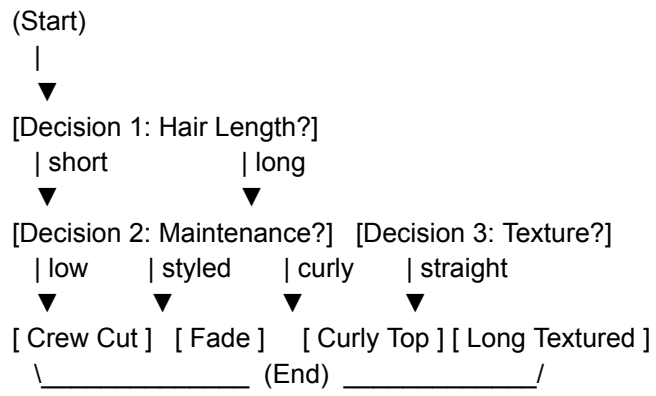 (Start)
|
▼
[Decision 1: Hair Length?]
| short | long
▼ ▼
[Decision 2: Maintenance?] [Decision 3: Texture?]
| low | styled | curly | straight
▼ ▼ ▼ ▼
[ Crew Cut ] [ Fade ] [ Curly Top ] [ Long Textured ]
\______________ (End) _____________/